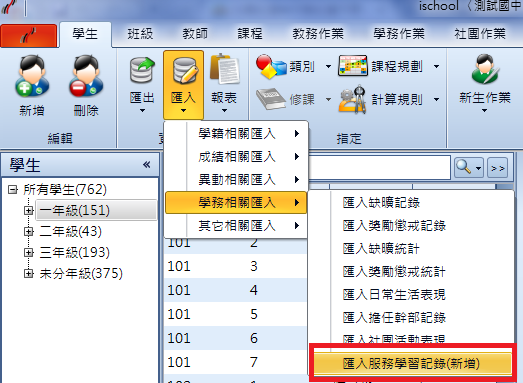 ischool 〈測試國中
學生 班級 教師 課程 教務作業 學務作業 社團作業
新增 刪除 匯出 匯入 報表 類別 修課 課程規劃 計算規則 新生作業
編輯 指定
學籍相關匯入
成績相關匯入
異動相關匯入
學務相關匯入
其它相關匯入
匯入缺曠記錄
匯入獎勵懲戒記錄
匯入缺曠統計
匯入獎勵懲戒統計
匯入日常生活表現
匯入擔任幹部記錄
匯入社團活動表現
匯入服務學習記錄(新增)
學生 «
所有學生(762)
一年級(151)
二年級(43)
三年級(193)
未分年級(375)
101 2
101 3
101 4
101 5
101 6
101 7